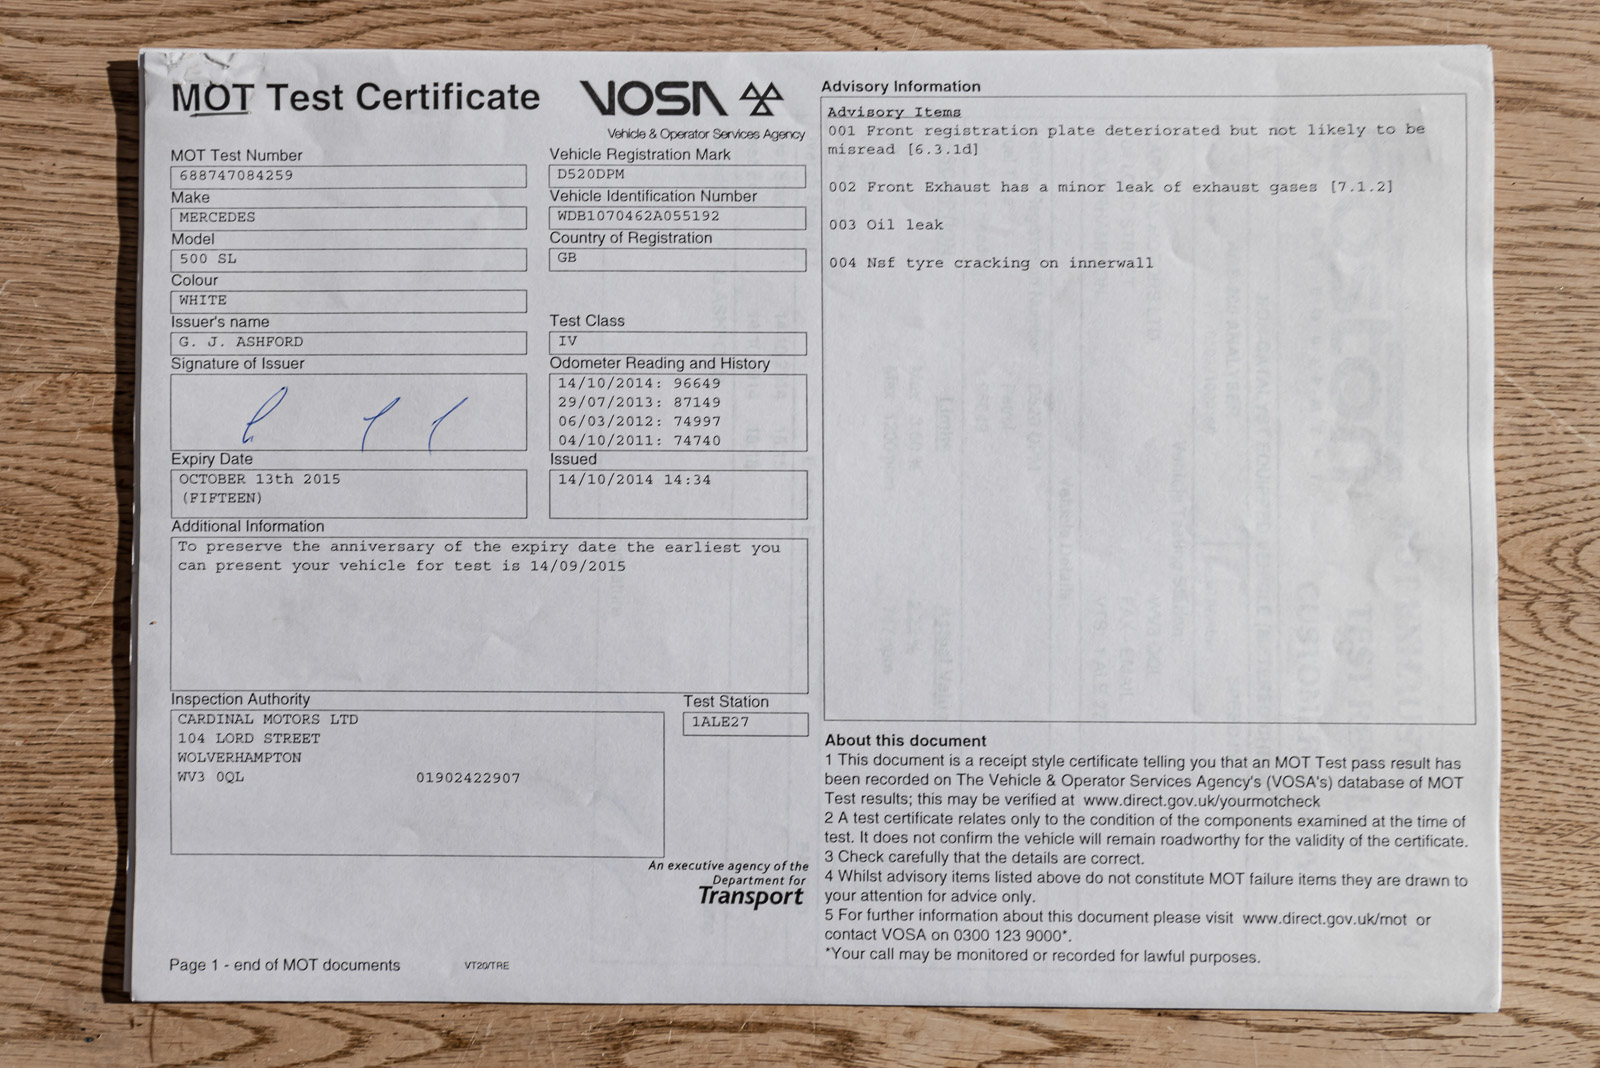 MOT Test Certificate
VOSA
Vehicle & Operator Services Agency
MOT Test Number
688747084259
Vehicle Registration Mark
D520DPM
Make
MERCEDES
Vehicle Identification Number
WDB1070462A055192
Model
500 SL
Country of Registration
GB
Colour
WHITE
Issuer's name
G. J. ASHFORD
Test Class
IV
Signature of Issuer
Odometer Reading and History
14/10/2014: 96649
29/07/2013: 87149
06/03/2012: 74997
04/10/2011: 74740
Expiry Date
OCTOBER 13th 2015
(FIFTEEN)
Issued
14/10/2014 14:34
Additional Information
To preserve the anniversary of the expiry date the earliest you
can present your vehicle for test is 14/09/2015
Inspection Authority
CARDINAL MOTORS LTD
104 LORD STREET
WOLVERHAMPTON
WV3 0QL 01902422907
Test Station
1ALE27
An executive agency of the
Department for
Transport
Page 1 - end of MOT documents
VT20/TRE
Advisory Information
Advisory Items
001 Front registration plate deteriorated but not likely to be
misread [6.3.1d]
002 Front Exhaust has a minor leak of exhaust gases [7.1.2]
003 Oil leak
004 Nsf tyre cracking on innerwall
About this document
1 This document is a receipt style certificate telling you that an MOT Test pass result has
been recorded on The Vehicle & Operator Services Agency's (VOSA's) database of MOT
Test results; this may be verified at www.direct.gov.uk/yourmotcheck
2 A test certificate relates only to the condition of the components examined at the time of
test. It does not confirm the vehicle will remain roadworthy for the validity of the certificate.
3 Check carefully that the details are correct.
4 Whilst advisory items listed above do not constitute MOT failure items they are drawn to
your attention for advice only.
5 For further information about this document please visit www.direct.gov.uk/mot or
contact VOSA on 0300 123 9000*.
*Your call may be monitored or recorded for lawful purposes.